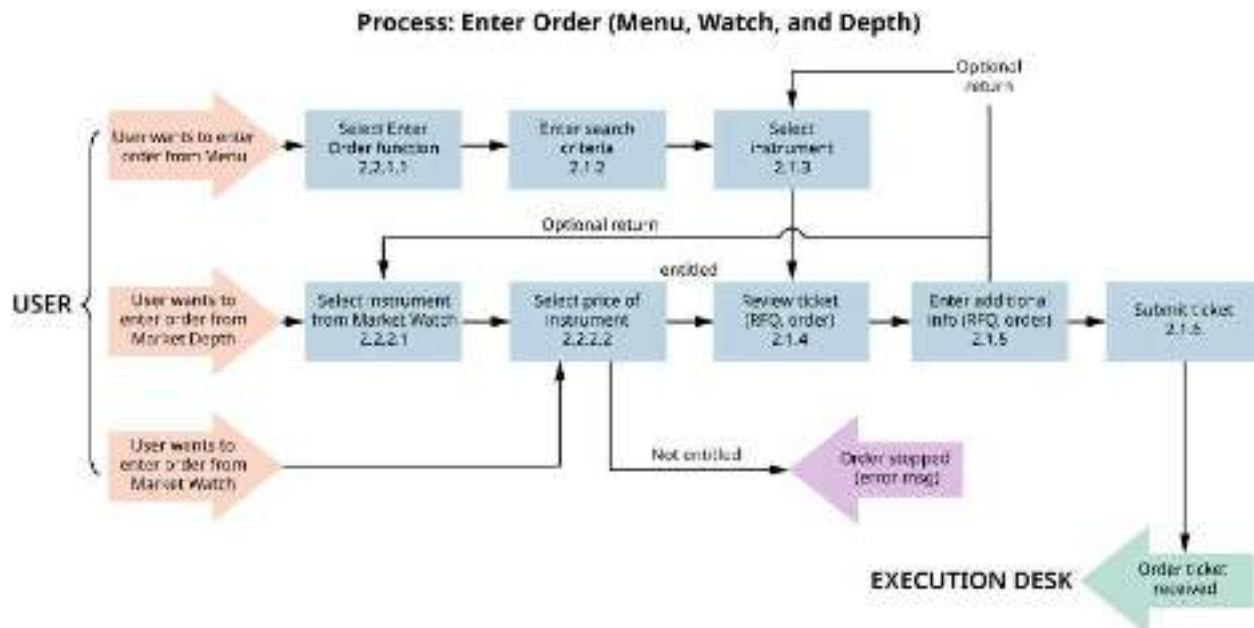 Process: Enter Order (Menu, Watch, and Depth)
Optional
return
User wants to enter
order from Menu
Select Enter
Order function
2.2.1.1
Enter search
criteria
2.1.2
Select
instrument
2.1.3
Optional return
entitled
USER
User wants to
enter order from
Market Depth
Select instrument
from Market Watch
2.2.2.1
Select price of
instrument
2.2.2.2
Review ticket
(RFQ, order)
2.1.4
Enter additiona
info (RFQ, order)
2.1.5
Submit ticket
2.1.6
User wants to
enter order from
Market Watch
Not entitled
Order stopped
(error msg)
EXECUTION DESK
Order ticket
received